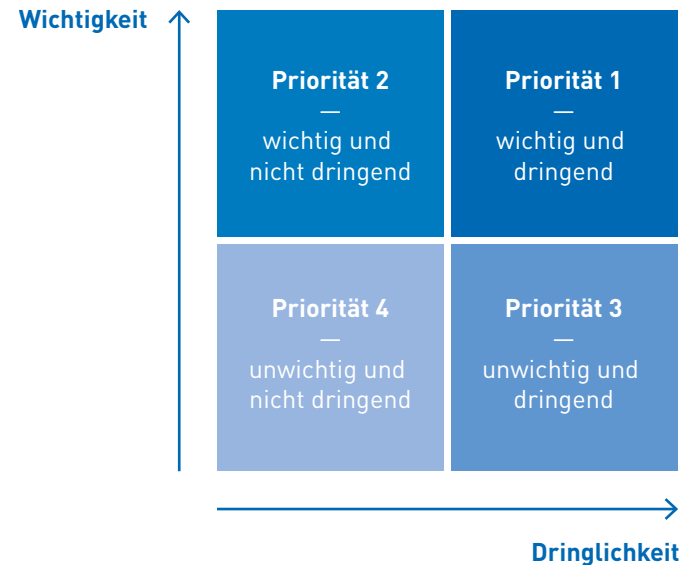 Wichtigkeit
Priorität 2
—
wichtig und
nicht dringend
Priorität 1
—
wichtig und
dringend
Priorität 4
—
unwichtig und
nicht dringend
Priorität 3
—
unwichtig und
dringend
Dringlichkeit